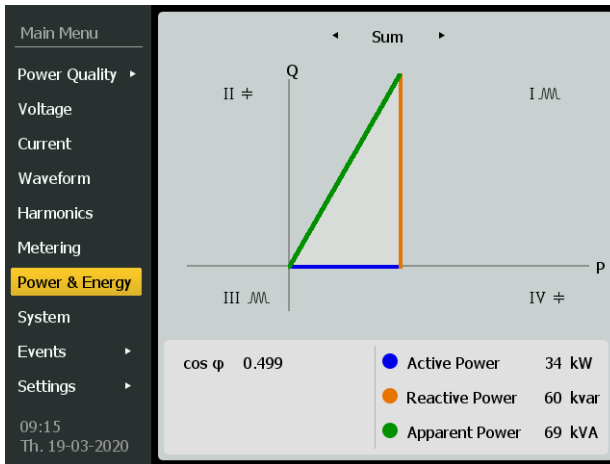 Main Menu
Power Quality ▸
Voltage
Current
Waveform
Harmonics
Metering
Power & Energy
System
Events ▸
Settings ▸
09:15
Th. 19-03-2020
◂ Sum ▸
Q
II
I
P
III
IV
cos φ 0.499
Active Power 34 kW
Reactive Power 60 kvar
Apparent Power 69 kVA